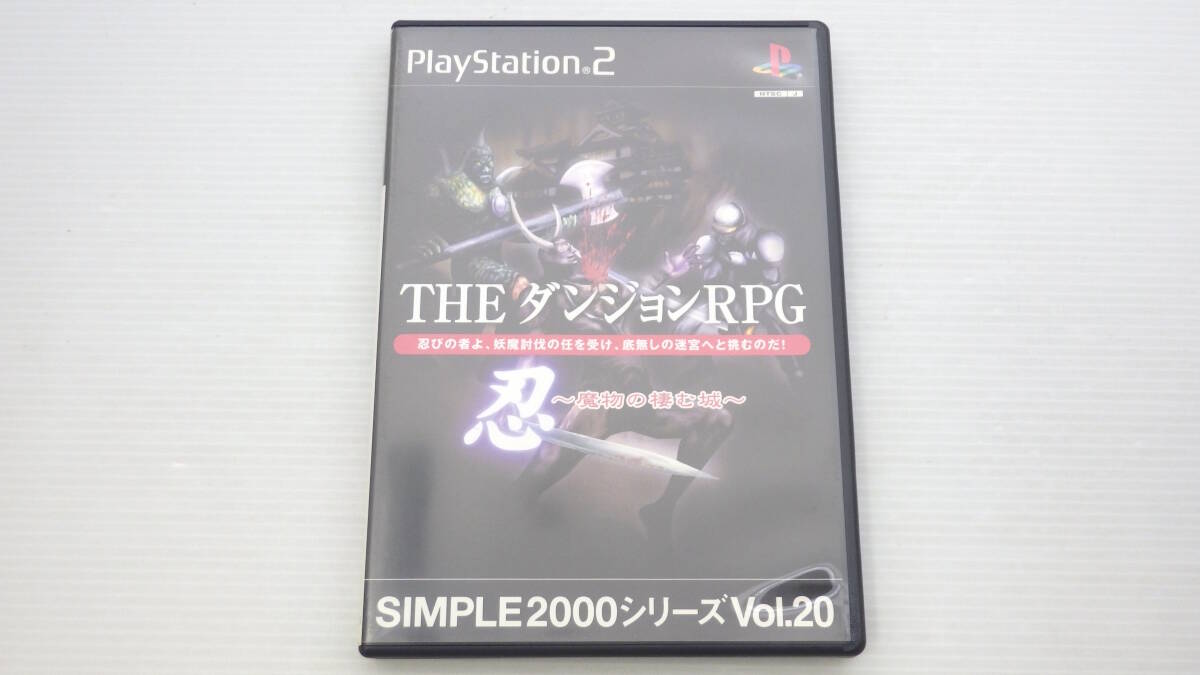 PlayStation®2
NTSC J
THE ダンジョンRPG
忍びの者よ、妖魔討伐の任を受け、底無しの迷宮へと挑むのだ!
忍 ～魔物の棲む城～
SIMPLE2000シリーズ Vol.20